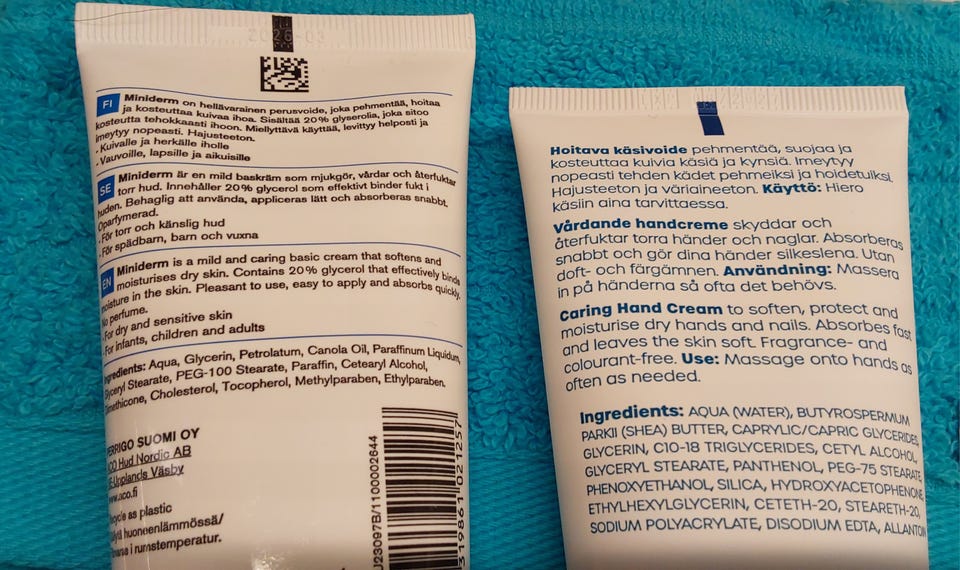 2026-03
FI Miniderm on hellävarainen perusvoide, joka pehmentää, hoitaa
ja kosteuttaa kuivaa ihoa. Sisältää 20% glyserolia, joka sitoo
kosteutta tehokkaasti ihoon. Miellyttävä käyttää, levittyy helposti ja
imeytyy nopeasti. Hajusteeton.
- Kuivalle ja herkälle iholle
- Vauvoille, lapsille ja aikuisille
SE Miniderm är en mild baskräm som mjukgör, vårdar och återfuktar
torr hud. Innehåller 20% glycerol som effektivt binder fukt i
huden. Behaglig att använda, appliceras lätt och absorberas snabbt.
Oparfymerad.
- För torr och känslig hud
- För spädbarn, barn och vuxna
EN Miniderm is a mild and caring basic cream that softens and
moisturises dry skin. Contains 20% glycerol that effectively binds
moisture in the skin. Pleasant to use, easy to apply and absorbs quickly.
No perfume.
- For dry and sensitive skin
- For infants, children and adults
Ingredients: Aqua, Glycerin, Petrolatum, Canola Oil, Paraffinum Liquidum,
Glyceryl Stearate, PEG-100 Stearate, Paraffin, Cetearyl Alcohol,
Dimethicone, Cholesterol, Tocopherol, Methylparaben, Ethylparaben.
PERRIGO SUOMI OY
ACO Hud Nordic AB
Upplands Väsby
www.aco.fi
as plastic
huoneenlämmössä/
i rumstemperatur.
J23097B/1100002644
319861021257
Hoitava käsivoide pehmentää, suojaa ja
kosteuttaa kuivia käsiä ja kynsiä. Imeytyy
nopeasti tehden kädet pehmeiksi ja hoidetuiksi.
Hajusteeton ja väriaineeton. Käyttö: Hiero
käsiin aina tarvittaessa.
Vårdande handcreme skyddar och
återfuktar torra händer och naglar. Absorberas
snabbt och gör dina händer silkeslena. Utan
doft- och färgämnen. Användning: Massera
in på händerna så ofta det behövs.
Caring Hand Cream to soften, protect and
moisturise dry hands and nails. Absorbes fast
and leaves the skin soft. Fragrance- and
colourant-free. Use: Massage onto hands as
often as needed.
Ingredients: AQUA (WATER), BUTYROSPERMUM
PARKII (SHEA) BUTTER, CAPRYLIC/CAPRIC GLYCERIDES,
GLYCERIN, C10-18 TRIGLYCERIDES, CETYL ALCOHOL,
GLYCERYL STEARATE, PANTHENOL, PEG-75 STEARATE,
PHENOXYETHANOL, SILICA, HYDROXYACETOPHENONE,
ETHYLHEXYLGLYCERIN, CETETH-20, STEARETH-20,
SODIUM POLYACRYLATE, DISODIUM EDTA, ALLANTOIN